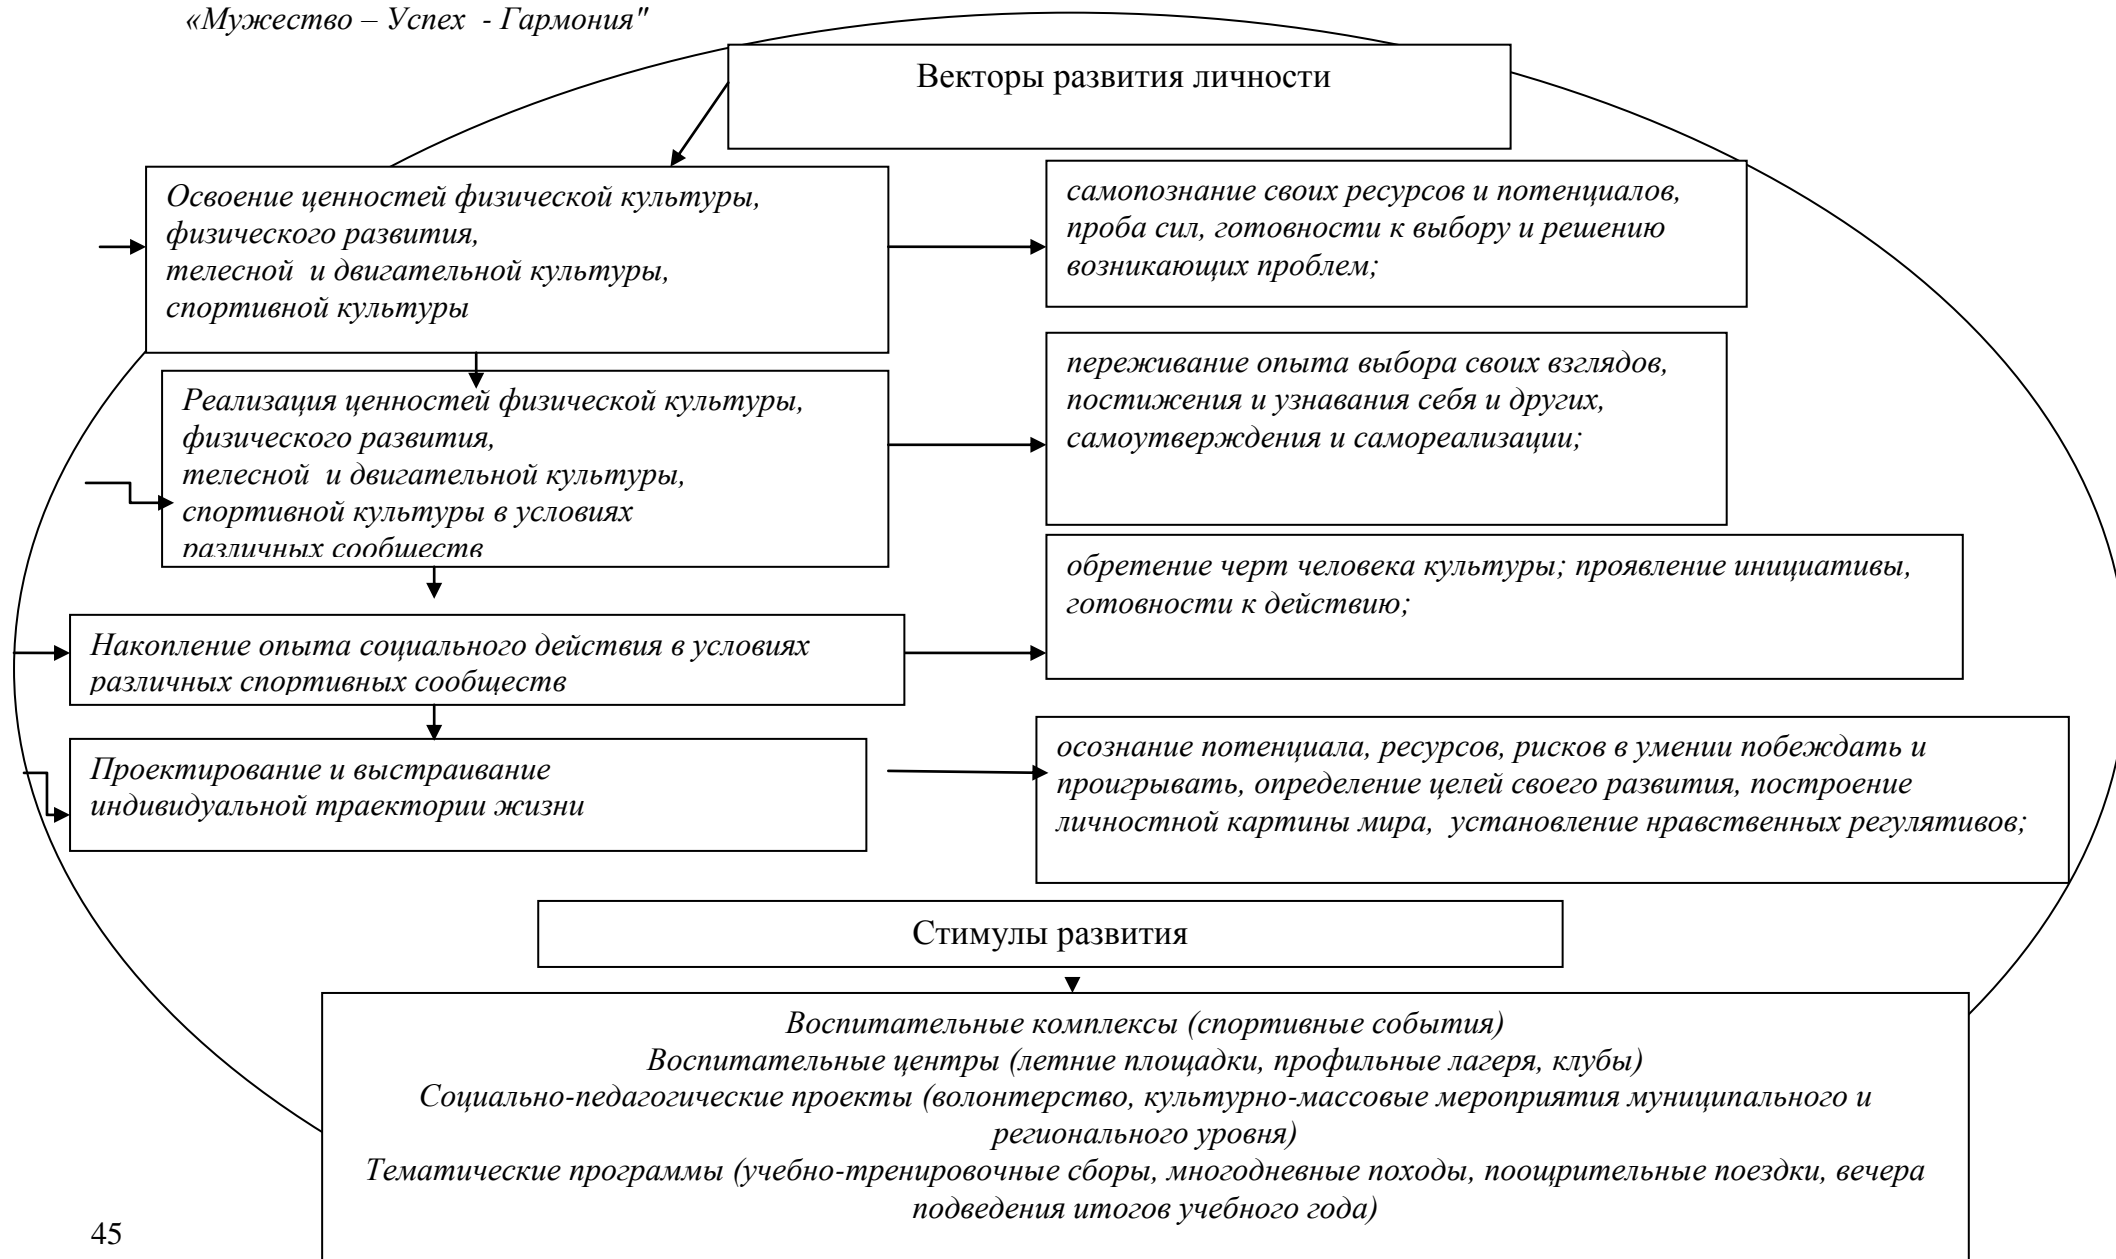 «Мужество – Успех - Гармония"
Векторы развития личности
Освоение ценностей физической культуры,
физического развития,
телесной и двигательной культуры,
спортивной культуры
самопознание своих ресурсов и потенциалов,
проба сил, готовности к выбору и решению
возникающих проблем;
Реализация ценностей физической культуры,
физического развития,
телесной и двигательной культуры,
спортивной культуры в условиях
различных сообществ
переживание опыта выбора своих взглядов,
постижения и узнавания себя и других,
самоутверждения и самореализации;
Накопление опыта социального действия в условиях
различных спортивных сообществ
обретение черт человека культуры; проявление инициативы,
готовности к действию;
Проектирование и выстраивание
индивидуальной траектории жизни
осознание потенциала, ресурсов, рисков в умении побеждать и
проигрывать, определение целей своего развития, построение
личностной картины мира, установление нравственных регулятивов;
Стимулы развития
Воспитательные комплексы (спортивные события)
Воспитательные центры (летние площадки, профильные лагеря, клубы)
Социально-педагогические проекты (волонтерство, культурно-массовые мероприятия муниципального и
регионального уровня)
Тематические программы (учебно-тренировочные сборы, многодневные походы, поощрительные поездки, вечера
подведения итогов учебного года)
45